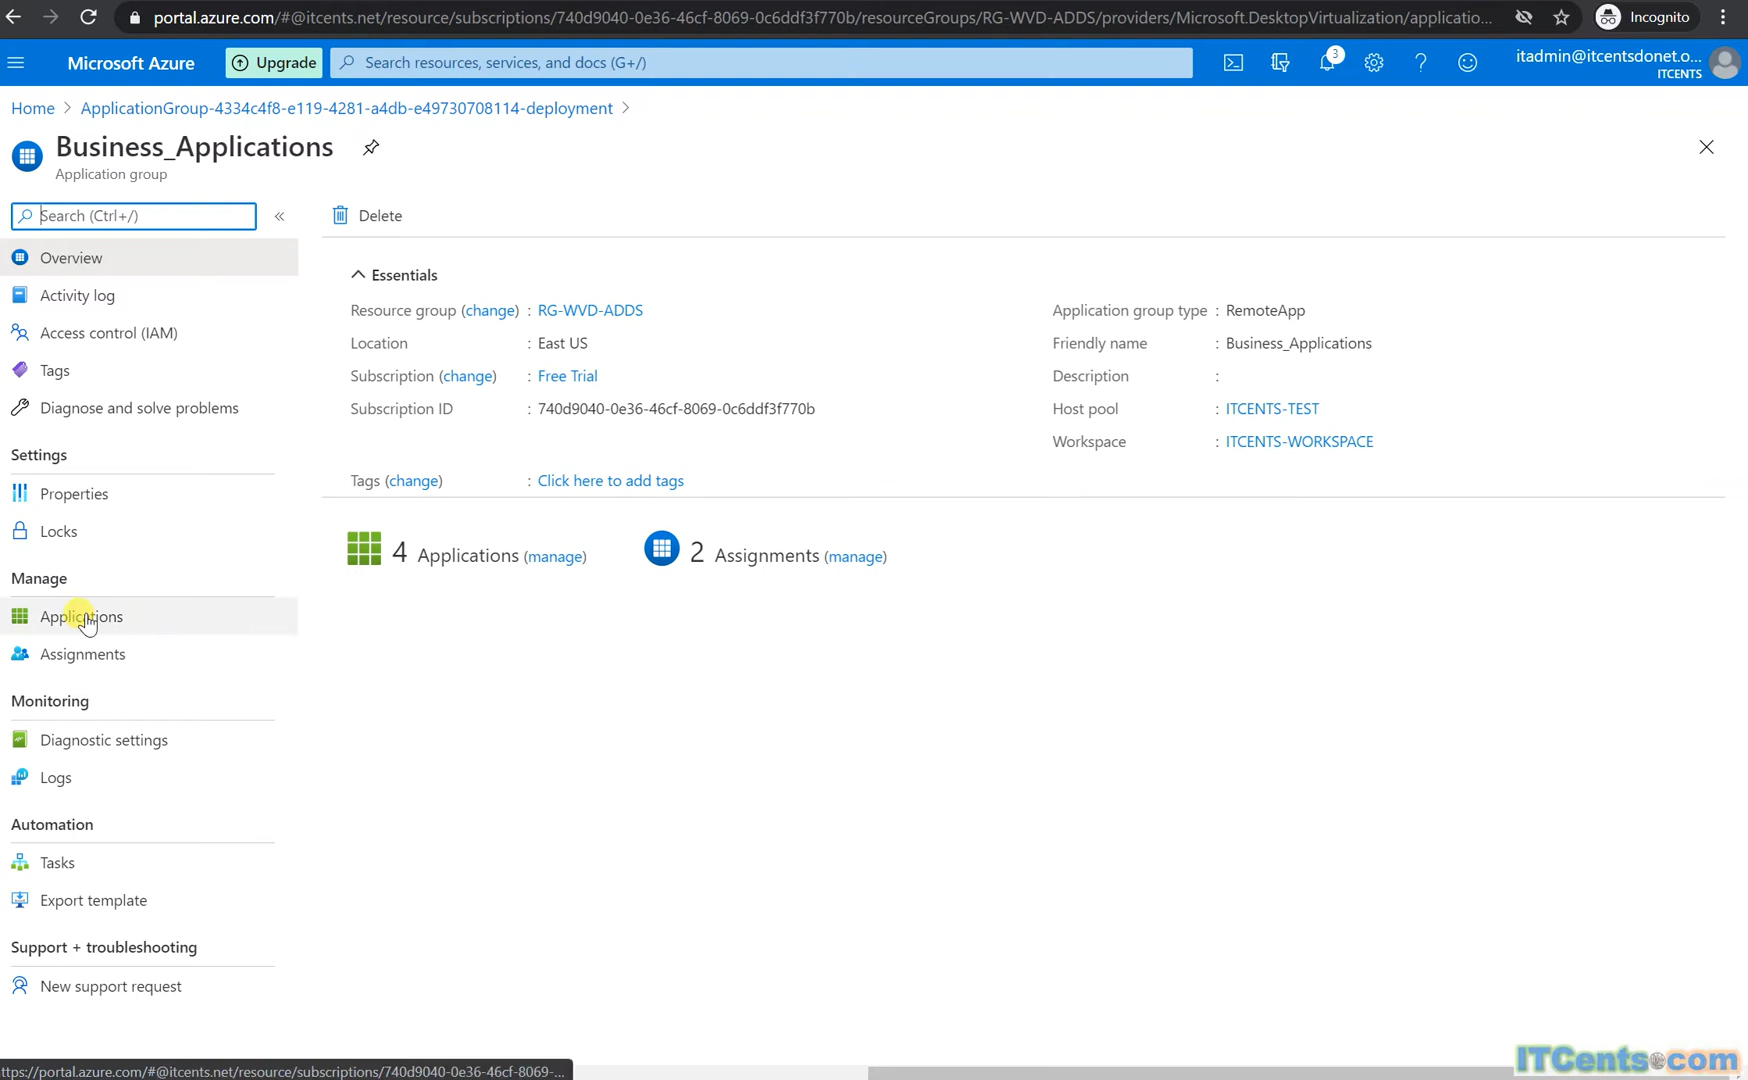 portal.azure.com/#@itcents.net/resource/subscriptions/740d9040-0e36-46cf-8069-0c6ddf3f770b/resourceGroups/RG-WVD-ADDS/providers/Microsoft.DesktopVirtualization/applicatio...
Incognito
Microsoft Azure
Upgrade
Search resources, services, and docs (G+/)
3
itadmin@itcentsdonet.o...
ITCENTS
Home > ApplicationGroup-4334c4f8-e119-4281-a4db-e49730708114-deployment >
Business_Applications
Application group
Search (Ctrl+/)
«
Delete
Overview
Activity log
Access control (IAM)
Tags
Diagnose and solve problems
Settings
Properties
Locks
Manage
Applications
Assignments
Monitoring
Diagnostic settings
Logs
Automation
Tasks
Export template
Support + troubleshooting
New support request
Essentials
Resource group (change) : RG-WVD-ADDS
Location : East US
Subscription (change) : Free Trial
Subscription ID : 740d9040-0e36-46cf-8069-0c6ddf3f770b
Tags (change) : Click here to add tags
Application group type : RemoteApp
Friendly name : Business_Applications
Description :
Host pool : ITCENTS-TEST
Workspace : ITCENTS-WORKSPACE
4 Applications (manage)
2 Assignments (manage)
ttps://portal.azure.com/#@itcents.net/resource/subscriptions/740d9040-0e36-46cf-8069-...
ITCents.com